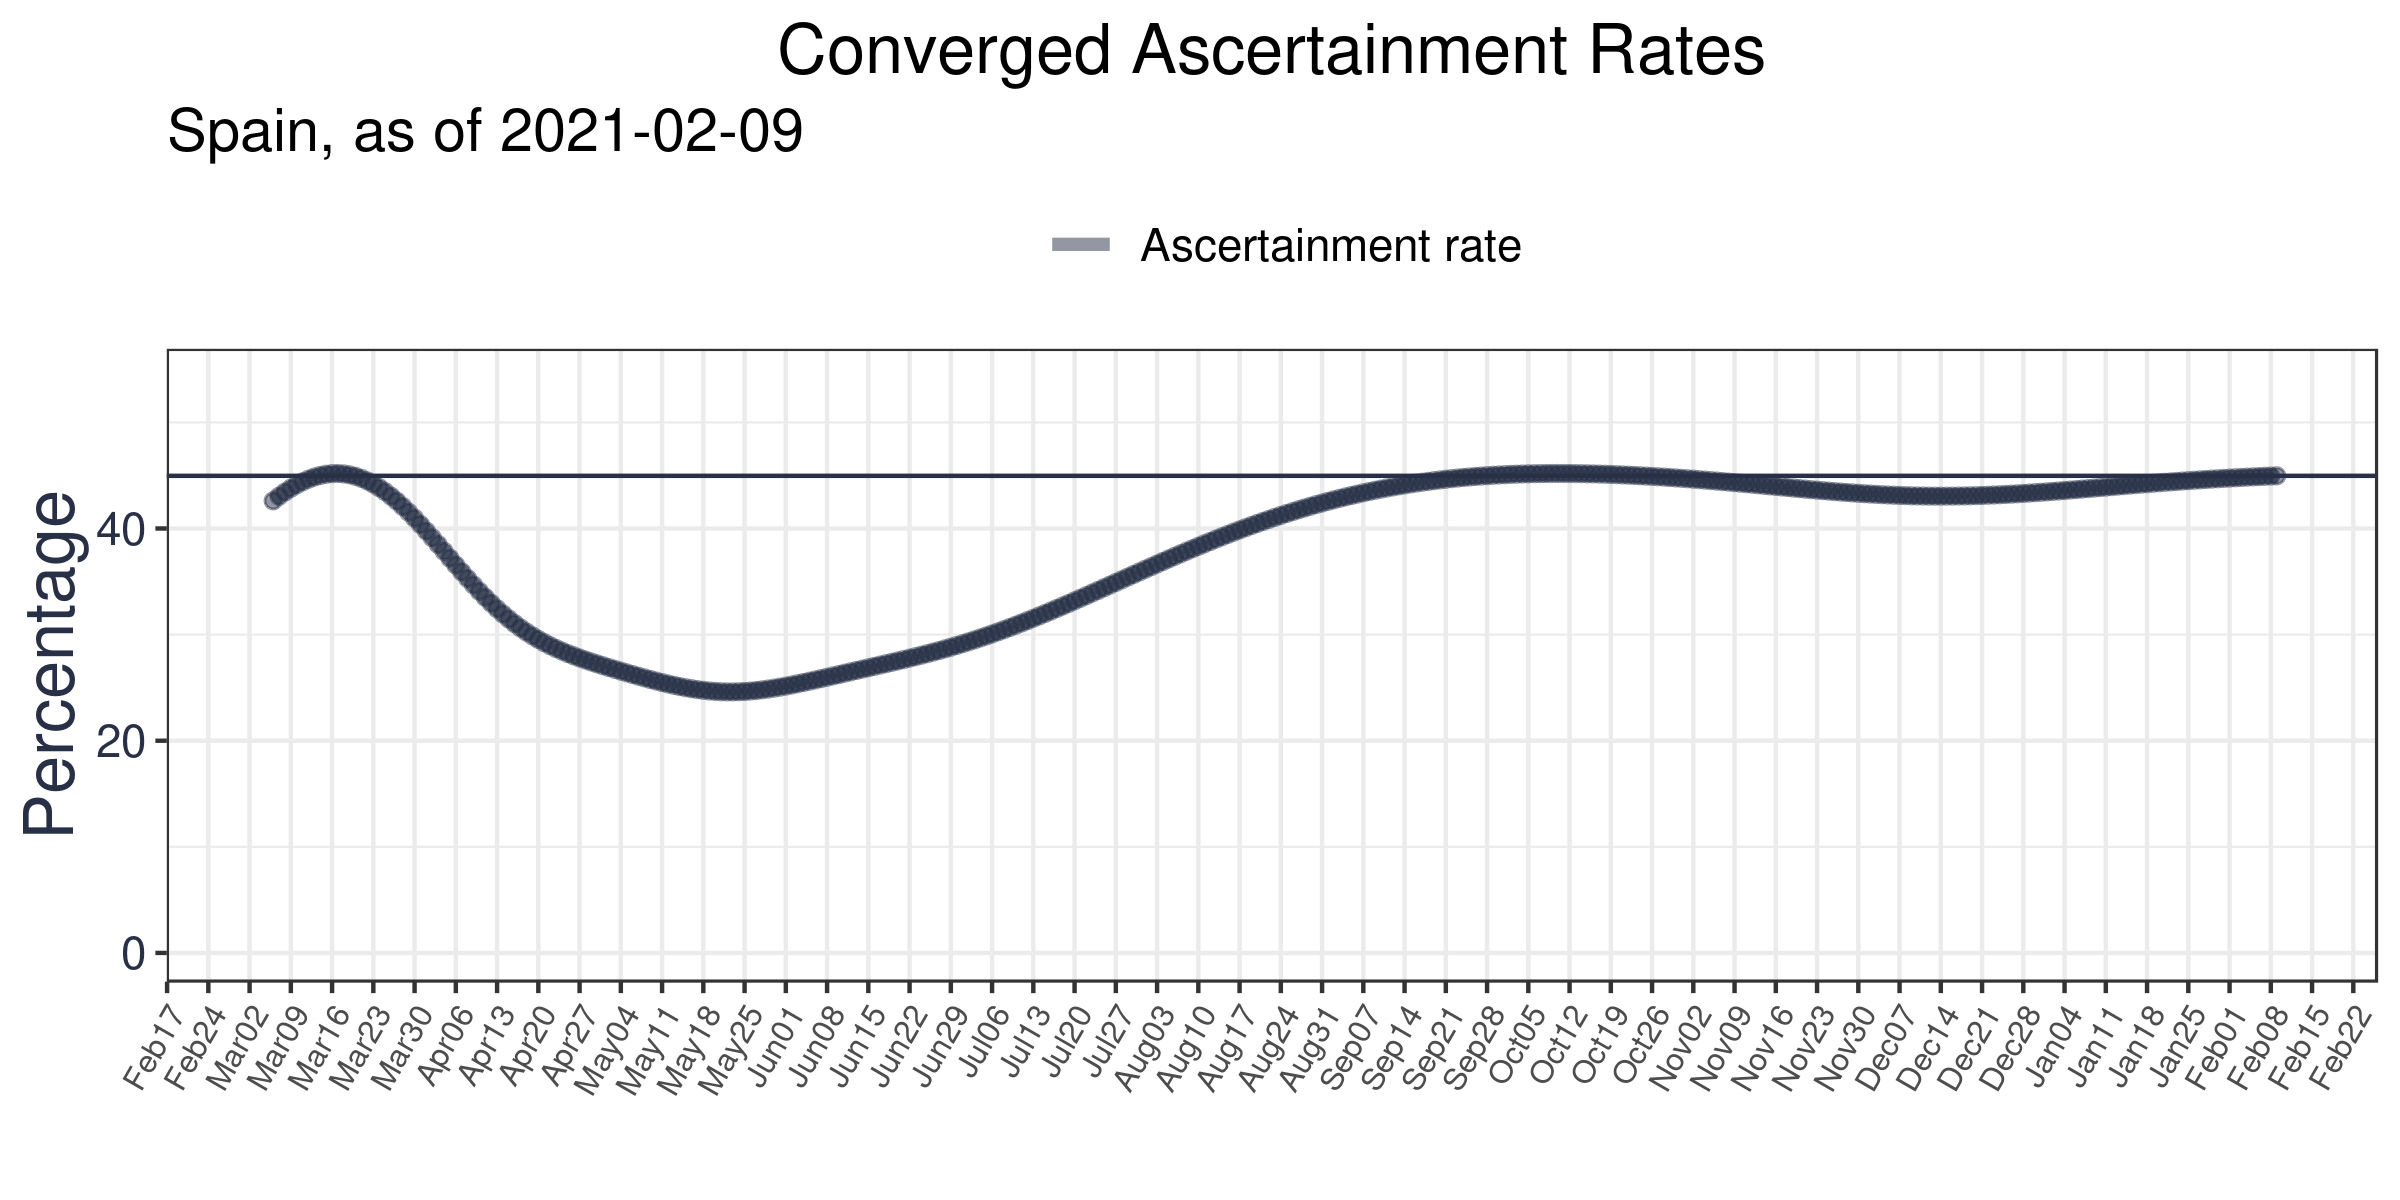 Converged Ascertainment Rates
Spain, as of 2021-02-09
Ascertainment rate
Percentage
40
20
0
Feb17
Feb24
Mar02
Mar09
Mar16
Mar23
Mar30
Apr06
Apr13
Apr20
Apr27
May04
May11
May18
May25
Jun01
Jun08
Jun15
Jun22
Jun29
Jul06
Jul13
Jul20
Jul27
Aug03
Aug10
Aug17
Aug24
Aug31
Sep07
Sep14
Sep21
Sep28
Oct05
Oct12
Oct19
Oct26
Nov02
Nov09
Nov16
Nov23
Nov30
Dec07
Dec14
Dec21
Dec28
Jan04
Jan11
Jan18
Jan25
Feb01
Feb08
Feb15
Feb22